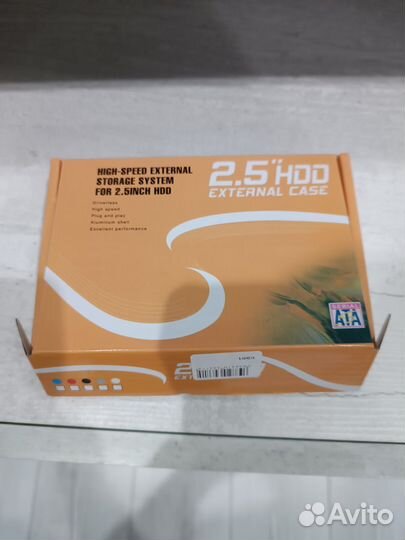 HIGH-SPEED EXTERNAL
STORAGE SYSTEM
FOR 2.5INCH HDD
Driverless
High speed
Plug and play
Aluminum shell
Excellent performance
2.5" HDD
EXTERNAL CASE
SERIAL
ATA
Avito